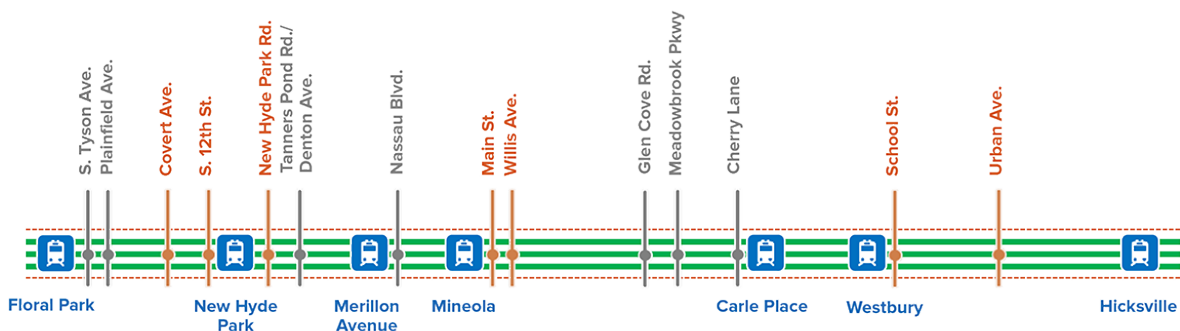 S. Tyson Ave.
Plainfield Ave.
Covert Ave.
S. 12th St.
New Hyde Park Rd.
Tanners Pond Rd./
Denton Ave.
Nassau Blvd.
Main St.
Willis Ave.
Glen Cove Rd.
Meadowbrook Pkwy
Cherry Lane
School St.
Urban Ave.
Floral Park
New Hyde
Park
Merillon
Avenue
Mineola
Carle Place
Westbury
Hicksville